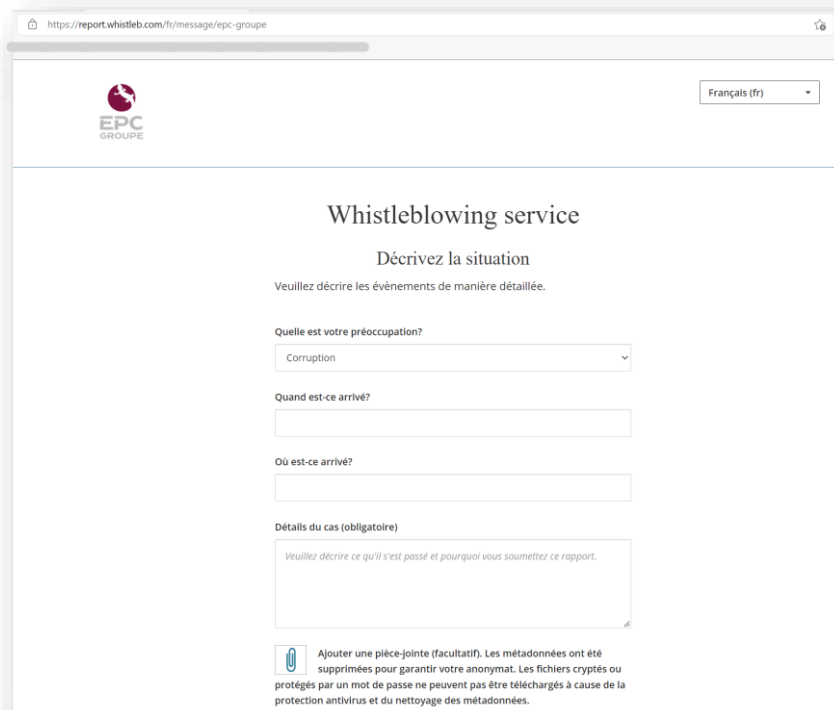 https://report.whistleb.com/fr/message/epc-groupe
EPC
GROUPE
Français (fr)
Whistleblowing service
Décrivez la situation
Veuillez décrire les évènements de manière détaillée.
Quelle est votre préoccupation?
Corruption
Quand est-ce arrivé?
Où est-ce arrivé?
Détails du cas (obligatoire)
Veuillez décrire ce qu'il s'est passé et pourquoi vous soumettez ce rapport.
Ajouter une pièce-jointe (facultatif). Les métadonnées ont été
supprimées pour garantir votre anonymat. Les fichiers cryptés ou
protégés par un mot de passe ne peuvent pas être téléchargés à cause de la
protection antivirus et du nettoyage des métadonnées.